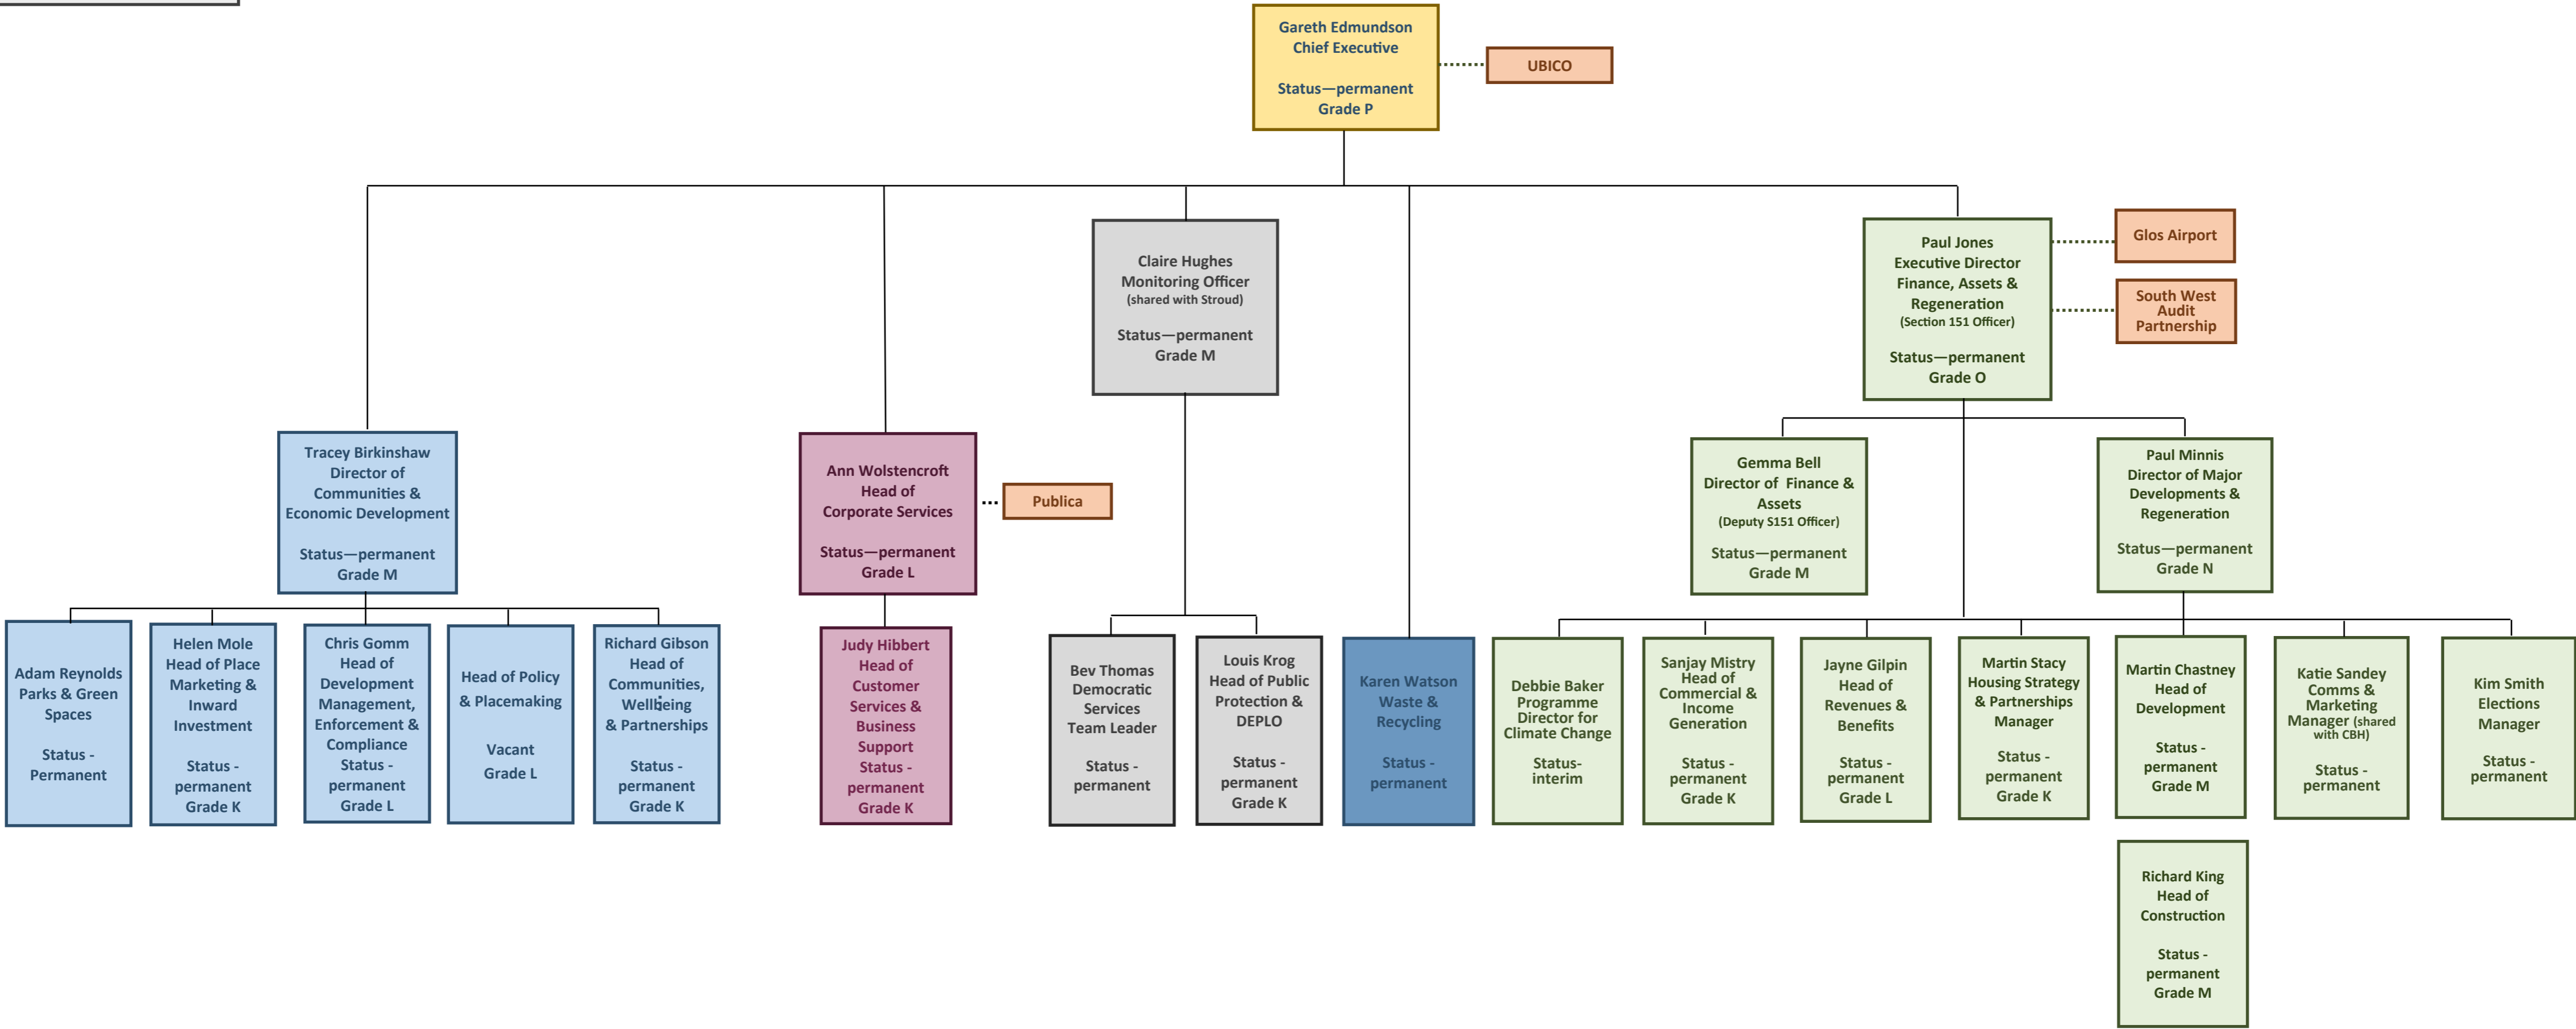 Gareth Edmundson
Chief Executive
Status—permanent
Grade P
UBICO
Claire Hughes
Monitoring Officer
(shared with Stroud)
Status—permanent
Grade M
Paul Jones
Executive Director
Finance, Assets &
Regeneration
(Section 151 Officer)
Status—permanent
Grade O
Glos Airport
South West
Audit
Partnership
Tracey Birkinshaw
Director of
Communities &
Economic Development
Status—permanent
Grade M
Ann Wolstencroft
Head of
Corporate Services
Status—permanent
Grade L
Publica
Gemma Bell
Director of  Finance &
Assets
(Deputy S151 Officer)
Status—permanent
Grade M
Paul Minnis
Director of Major
Developments &
Regeneration
Status—permanent
Grade N
Adam Reynolds
Parks & Green
Spaces
Status -
Permanent
Helen Mole
Head of Place
Marketing &
Inward
Investment
Status -
permanent
Grade K
Chris Gomm
Head of
Development
Management,
Enforcement &
Compliance
Status -
permanent
Grade L
Head of Policy
& Placemaking
Vacant
Grade L
Richard Gibson
Head of
Communities,
Wellbeing
& Partnerships
Status -
permanent
Grade K
Judy Hibbert
Head of
Customer
Services &
Business
Support
Status -
permanent
Grade K
Bev Thomas
Democratic
Services
Team Leader
Status -
permanent
Louis Krog
Head of Public
Protection &
DEPLO
Status -
permanent
Grade K
Karen Watson
Waste &
Recycling
Status -
permanent
Debbie Baker
Programme
Director for
Climate Change
Status-
interim
Sanjay Mistry
Head of
Commercial &
Income
Generation
Status -
permanent
Grade K
Jayne Gilpin
Head of
Revenues &
Benefits
Status -
permanent
Grade L
Martin Stacy
Housing Strategy
& Partnerships
Manager
Status -
permanent
Grade K
Martin Chastney
Head of
Development
Status -
permanent
Grade M
Katie Sandey
Comms &
Marketing
Manager (shared
with CBH)
Status -
permanent
Kim Smith
Elections
Manager
Status -
permanent
Richard King
Head of
Construction
Status -
permanent
Grade M